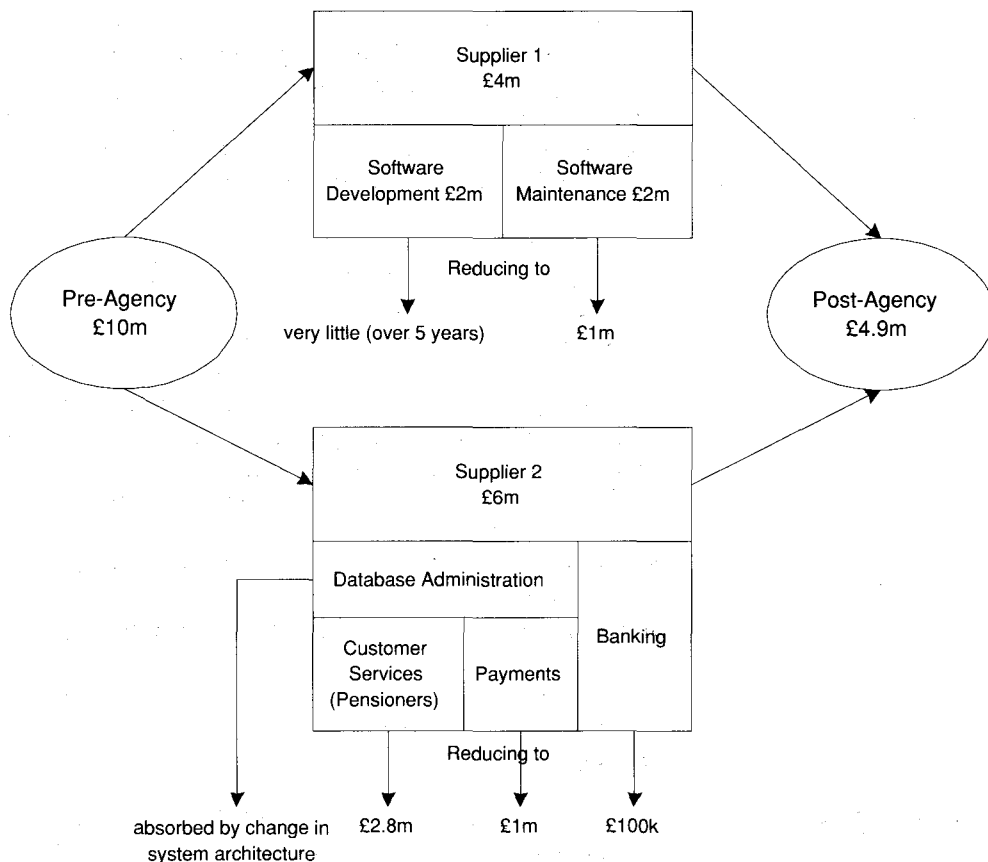 Supplier 1
£4m
Software
Development £2m
Software
Maintenance £2m
Reducing to
very little (over 5 years)
£1m
Pre-Agency
£10m
Post-Agency
£4.9m
Supplier 2
£6m
Database Administration
Customer
Services
(Pensioners)
Payments
Banking
Reducing to
absorbed by change in
system architecture
£2.8m
£1m
£100k